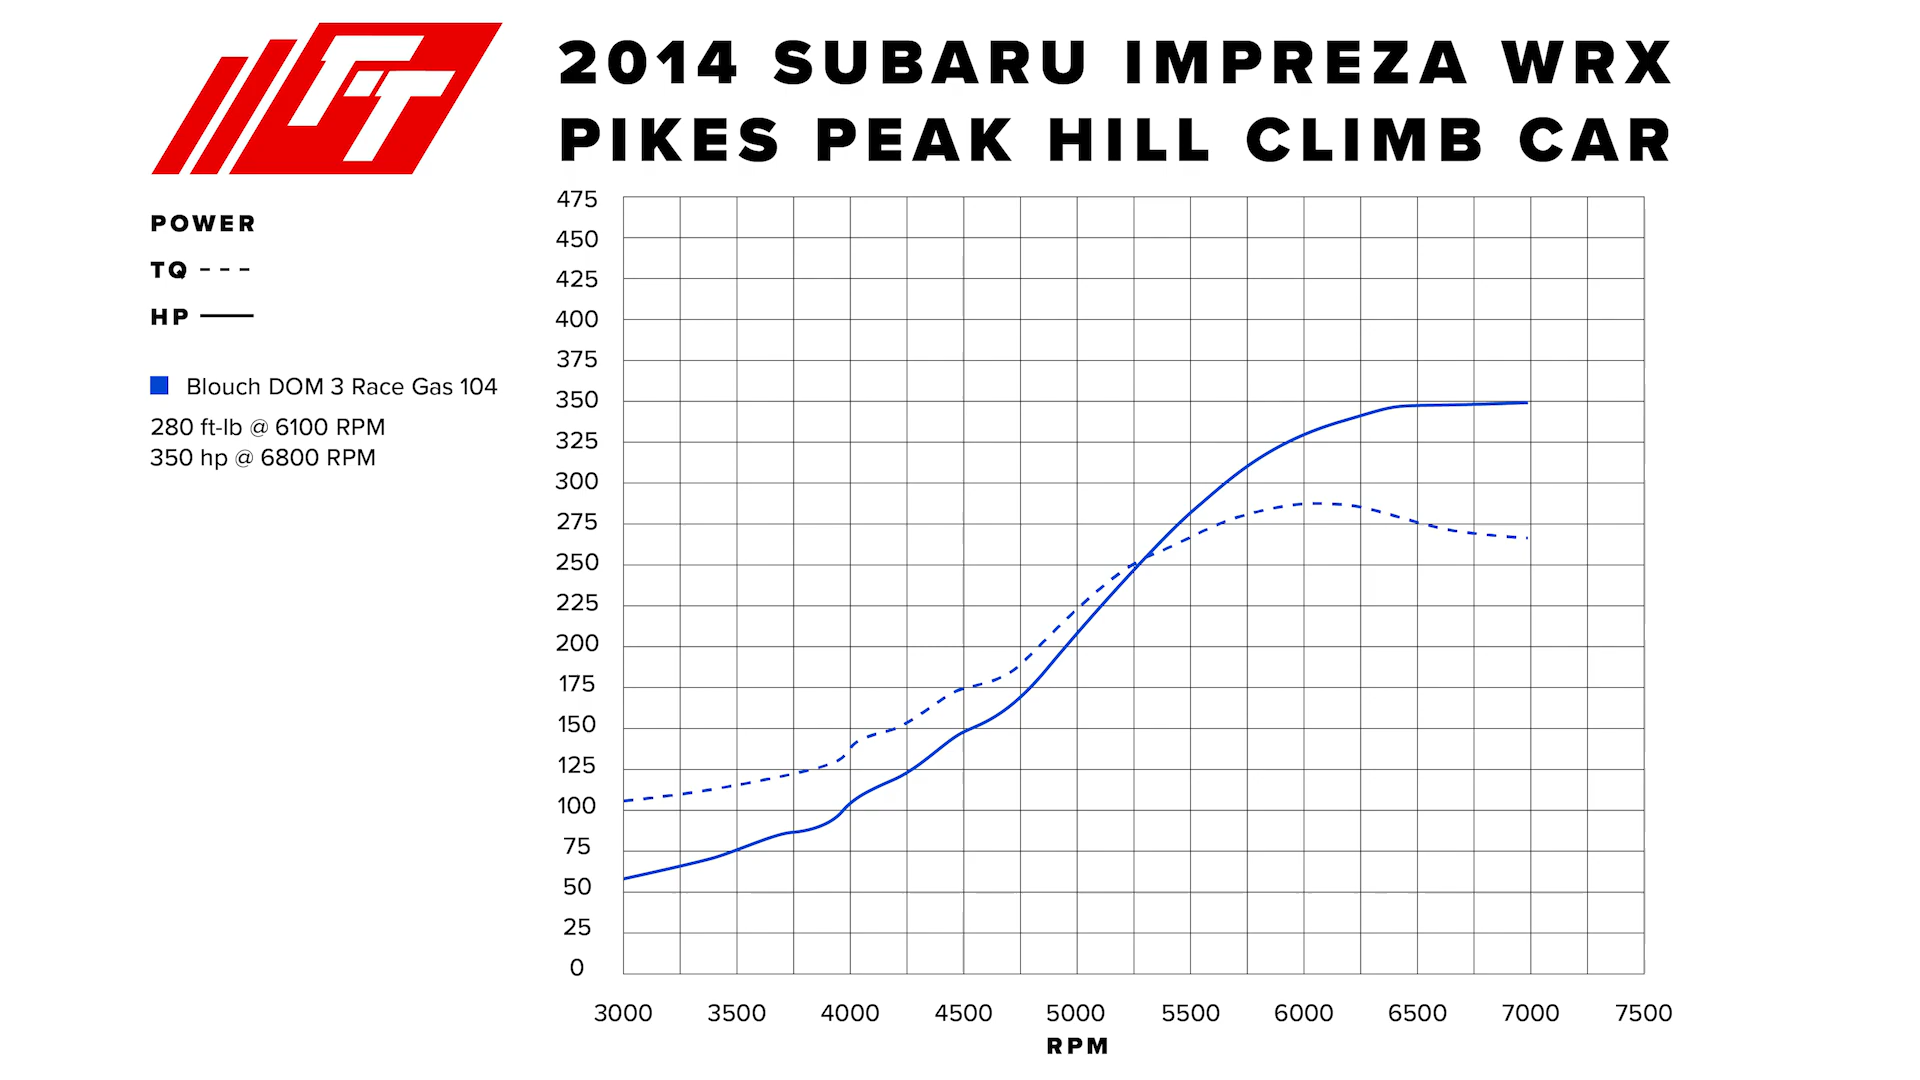 2014 SUBARU IMPREZA WRX
PIKES PEAK HILL CLIMB CAR
POWER
TQ
HP
Blouch DOM 3 Race Gas 104
280 ft-lb @ 6100 RPM
350 hp @ 6800 RPM
475
450
425
400
375
350
325
300
275
250
225
200
175
150
125
100
75
50
25
0
3000 3500 4000 4500 5000 5500 6000 6500 7000 7500
RPM